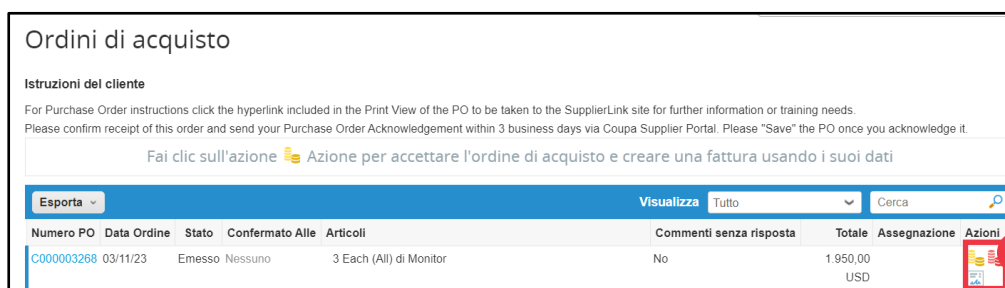 Ordini di acquisto
Istruzioni del cliente
For Purchase Order instructions click the hyperlink included in the Print View of the PO to be taken to the SupplierLink site for further information or training needs.
Please confirm receipt of this order and send your Purchase Order Acknowledgement within 3 business days via Coupa Supplier Portal. Please "Save" the PO once you acknowledge it.
Fai clic sull'azione Azione per accettare l'ordine di acquisto e creare una fattura usando i suoi dati
Esporta Visualizza Tutto Cerca
Numero PO Data Ordine Stato Confermato Alle Articoli Commenti senza risposta Totale Assegnazione Azioni
C000003268 03/11/23 Emesso Nessuno 3 Each (All) di Monitor No 1.950,00
USD